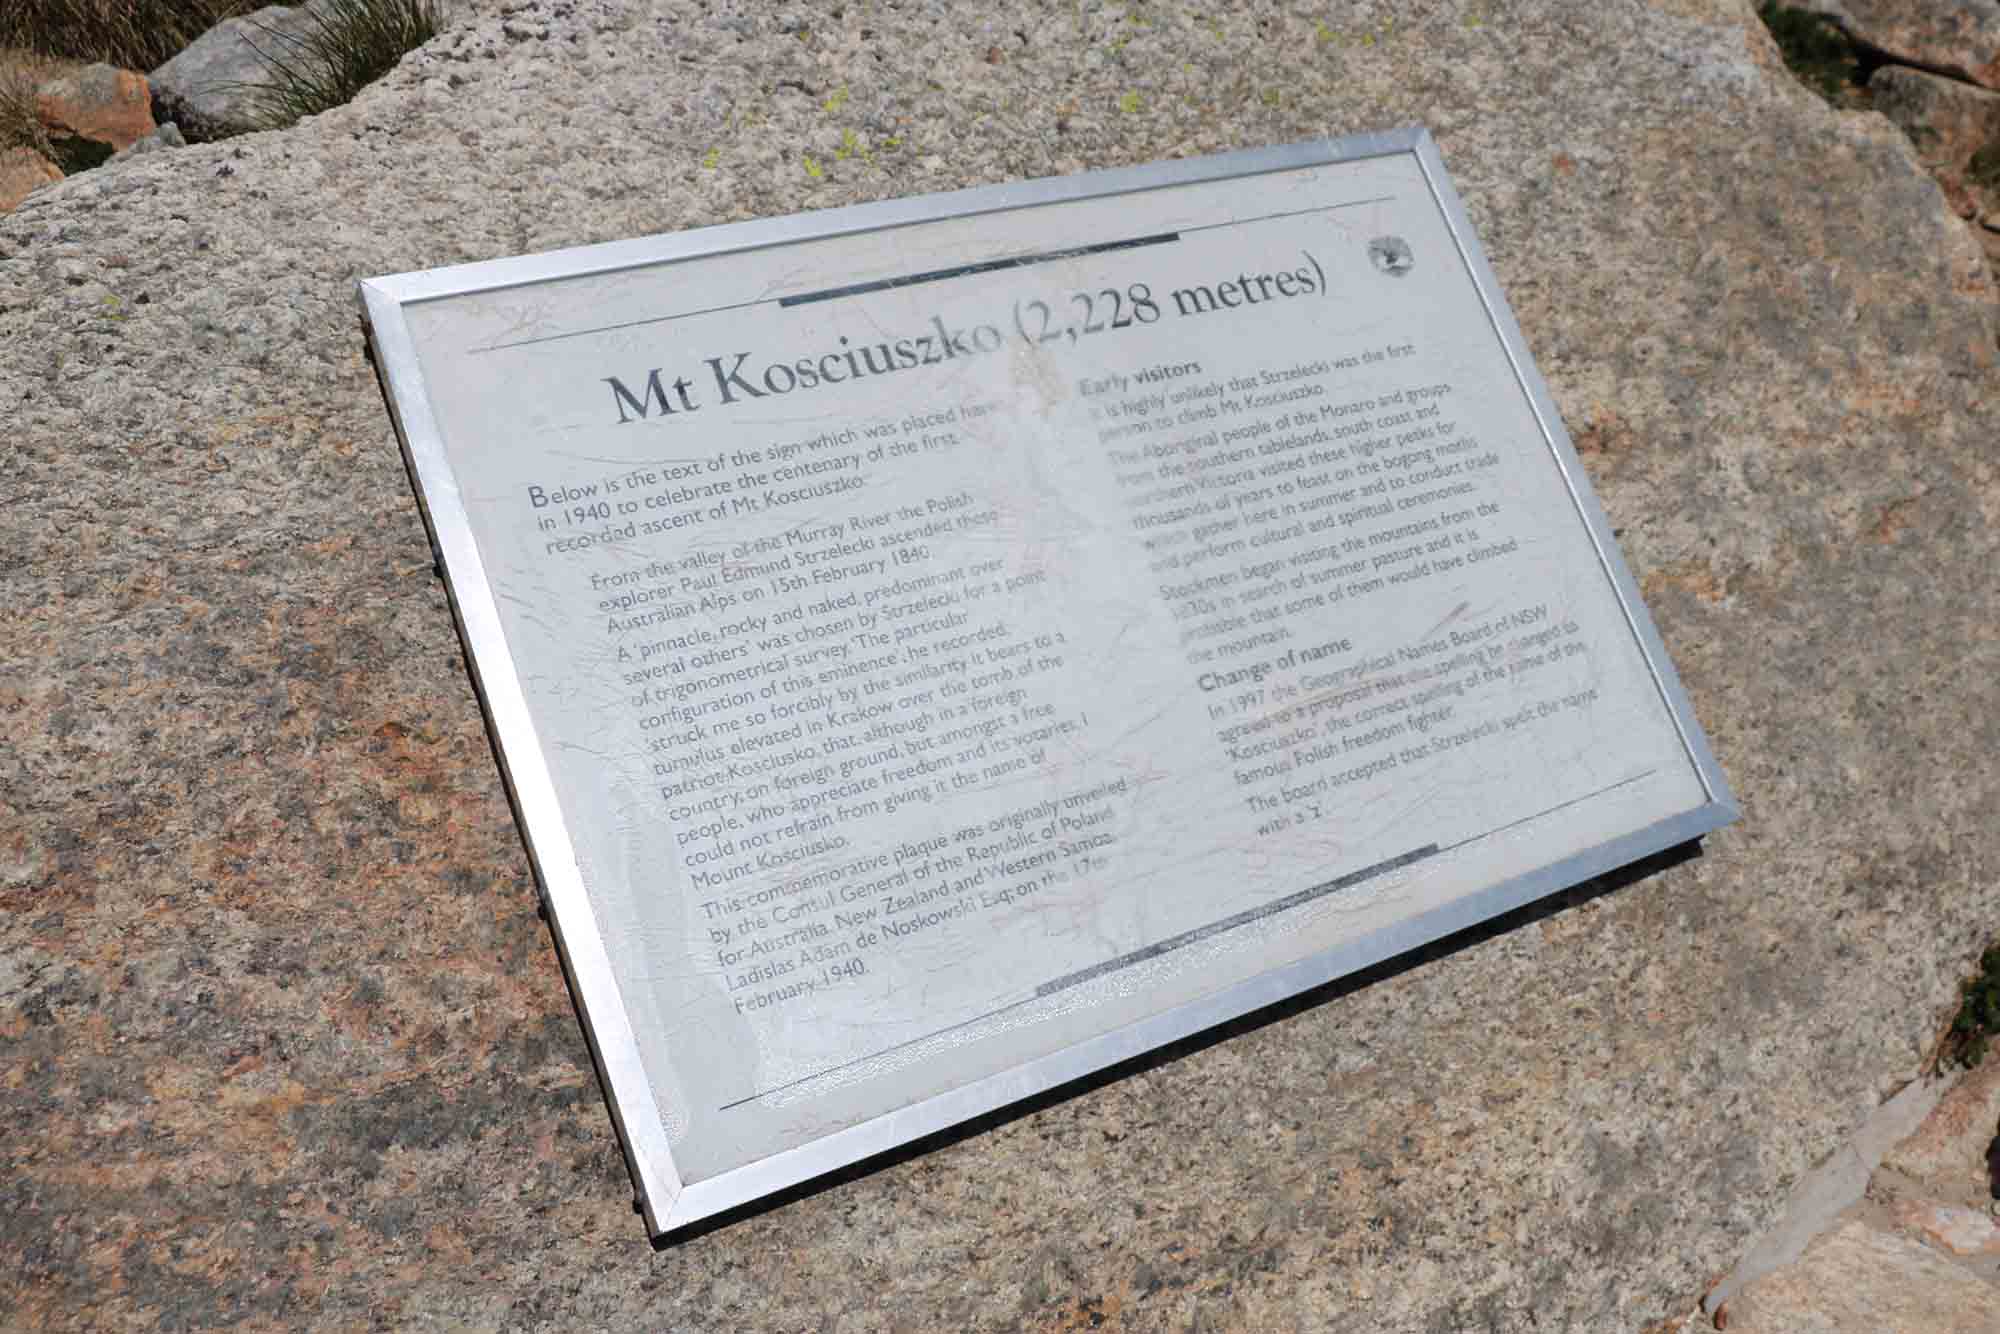 Mt Kosciuszko (2,228 metres)
Below is the text of the sign which was placed here
in 1940 to celebrate the centenary of the first
recorded ascent of Mt Kosciuszko.
From the valley of the Murray River the Polish
explorer Paul Edmund Strzelecki ascended these
Australian Alps on 15th February 1840.
A 'pinnacle, rocky and naked, predominant over
several others' was chosen by Strzelecki for a point
of trigonometrical survey. 'The particular
configuration of this eminence', he recorded,
'struck me so forcibly by the similarity it bears to a
tumulus elevated in Krakow over the tomb of the
patriot Kosciusko, that, although in a foreign
country, on foreign ground, but amongst a free
people, who appreciate freedom and its votaries, I
could not refrain from giving it the name of
Mount Kosciusko.
This commemorative plaque was originally unveiled
by the Consul General of the Republic of Poland
for Australia, New Zealand and Western Samoa.
Ladislas Adam de Noskowski Esq; on the 17th
February, 1940.
Early visitors
It is highly unlikely that Strzelecki was the first
person to climb Mt Kosciuszko.
The Aboriginal people of the Monaro and groups
from the southern tablelands, south coast and
northern Victoria visited these higher peaks for
thousands of years to feast on the bogong moths
which gather here in summer and to conduct trade
and perform cultural and spiritual ceremonies.
Stockmen began visiting the mountains from the
1830s in search of summer pasture and it is
probable that some of them would have climbed
the mountain.
Change of name
In 1997 the Geographical Names Board of NSW
agreed to a proposal that the spelling be changed to
'Kosciuszko', the correct spelling of the name of the
famous Polish freedom fighter.
The board accepted that Strzelecki spelt the name
with a 'z'.